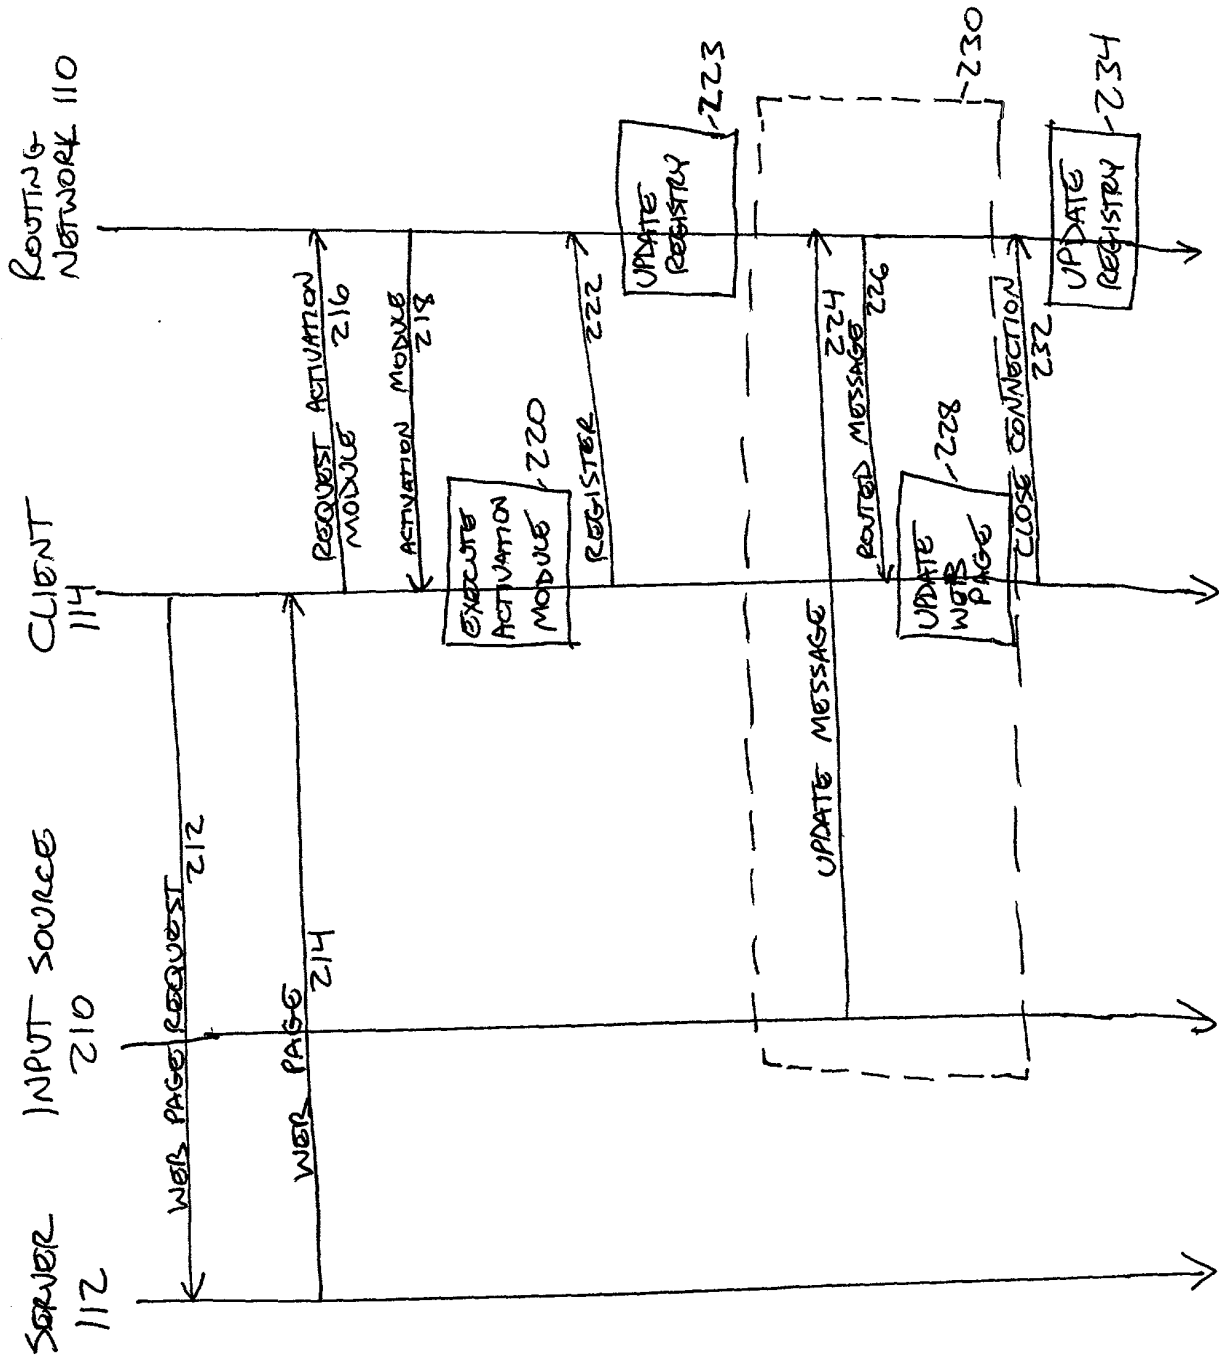 SERVER
112
INPUT SOURCE
210
CLIENT
114
ROUTING
NETWORK 110
WEB PAGE REQUEST
212
WEB PAGE
214
REQUEST ACTIVATION
MODULE
216
ACTIVATION MODULE
218
EXECUTE
ACTIVATION
MODULE
220
REGISTER
222
UPDATE
REGISTRY
223
UPDATE MESSAGE
224
ROUTED MESSAGE
226
UPDATE
WEB
PAGE
228
230
CLOSE CONNECTION
232
UPDATE
REGISTRY
234